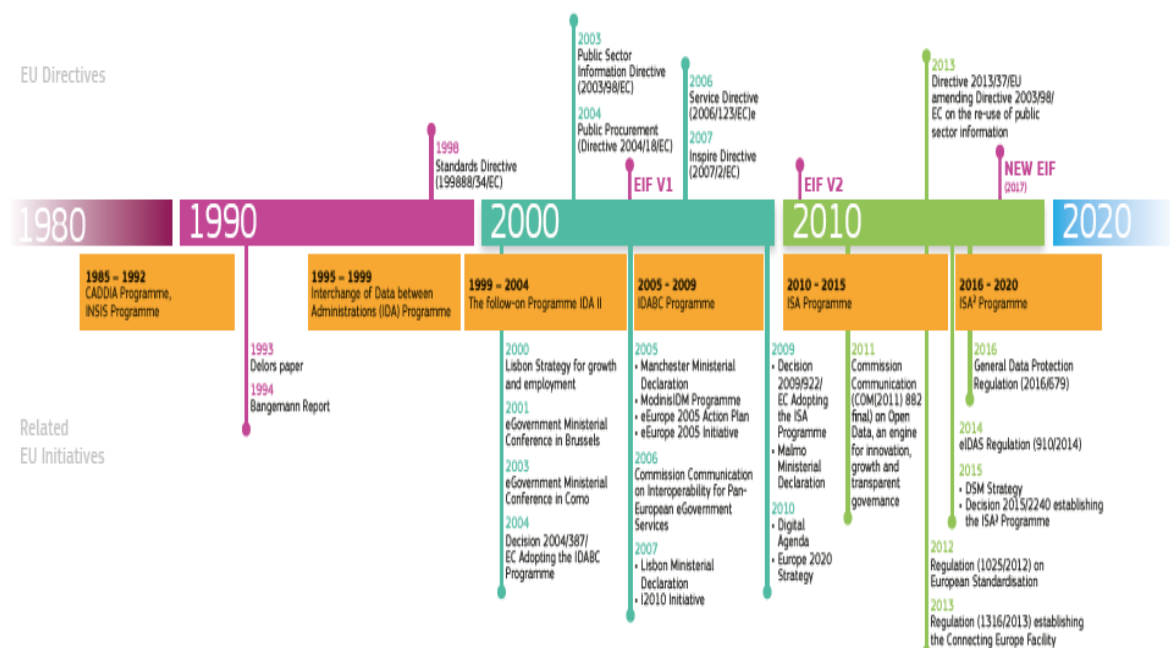 EU Directives
1998
Standards Directive
(199888/34/EC)
2003
Public Sector
Information Directive
(2003/98/EC)
2004
Public Procurement
(Directive 2004/18/EC)
EIF V1
2006
Service Directive
(2006/123/EC)e
2007
Inspire Directive
(2007/2/EC)
EIF V2
2013
Directive 2013/37/EU
amending Directive 2003/98/
EC on the re-use of public
sector information
NEW EIF
(2017)
1980
1990
2000
2010
2020
1985 – 1992
CADDIA Programme,
INSIS Programme
1995 – 1999
Interchange of Data between
Administrations (IDA) Programme
1999 – 2004
The follow-on Programme IDA II
2005 - 2009
IDABC Programme
2010 - 2015
ISA Programme
2016 - 2020
ISA² Programme
Related
EU Initiatives
1993
Delors paper
1994
Bangemann Report
2000
Lisbon Strategy for growth
and employment
2001
eGovernment Ministerial
Conference in Brussels
2003
eGovernment Ministerial
Conference in Como
2004
Decision 2004/387/
EC Adopting the IDABC
Programme
2005
• Manchester Ministerial
Declaration
• ModinisIDM Programme
• eEurope 2005 Action Plan
• eEurope 2005 Initiative
2006
Commission Communication
on Interoperability for Pan-
European eGovernment
Services
2007
• Lisbon Ministerial
Declaration
• I2010 Initiative
2009
• Decision
2009/922/
EC Adopting
the ISA
Programme
• Malmo
Ministerial
Declaration
2010
• Digital
Agenda
• Europe 2020
Strategy
2011
Commission
Communication
(COM(2011) 882
final) on Open
Data, an engine
for innovation,
growth and
transparent
governance
2016
General Data Protection
Regulation (2016/679)
2014
eIDAS Regulation (910/2014)
2015
• DSM Strategy
• Decision 2015/2240 establishing
the ISA² Programme
2012
Regulation (1025/2012) on
European Standardisation
2013
Regulation (1316/2013) establishing
the Connecting Europe Facility